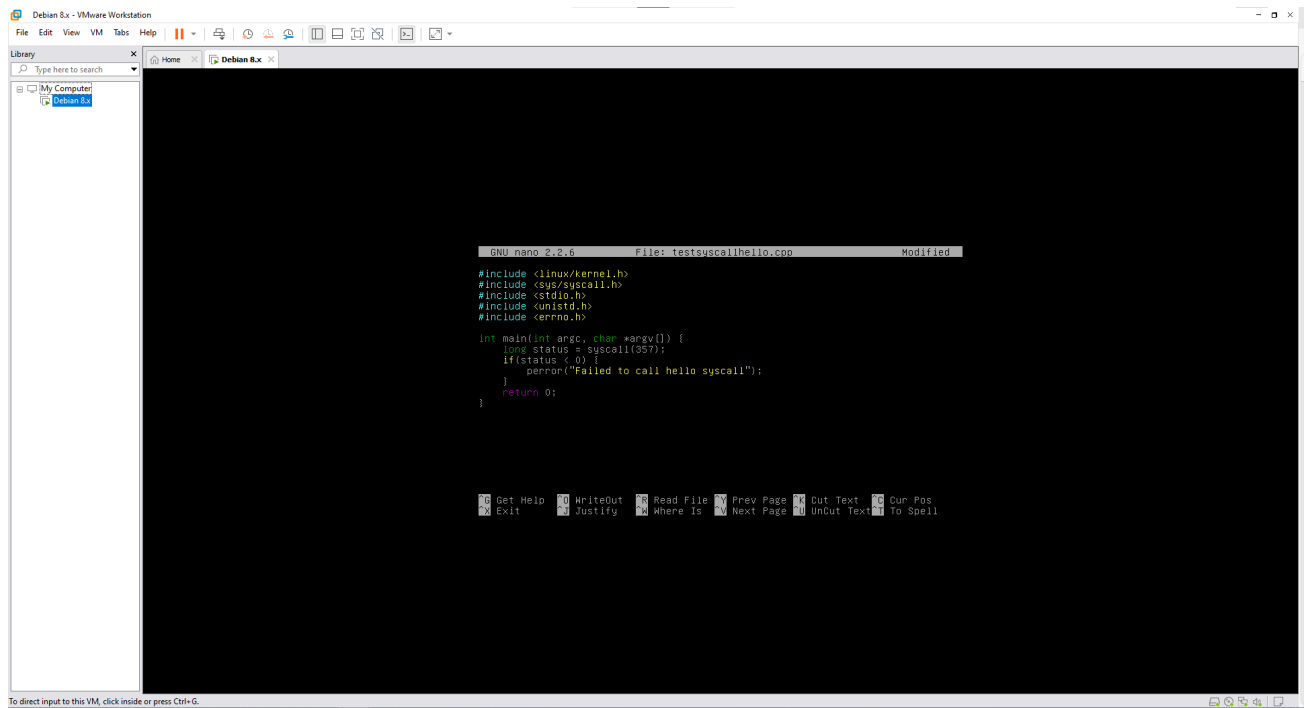 Debian 8.x - VMware Workstation
File Edit View VM Tabs Help
Library
Type here to search
My Computer
Debian 8.x
Home
Debian 8.x
GNU nano 2.2.6 File: testsyscallhello.cpp Modified
#include <linux/kernel.h>
#include <sys/syscall.h>
#include <stdio.h>
#include <unistd.h>
#include <errno.h>
int main(int argc, char *argv[]) {
    long status = syscall(357);
    if(status < 0) {
        perror("Failed to call hello syscall");
    }
    return 0;
}
^G Get Help ^O WriteOut ^R Read File ^Y Prev Page ^K Cut Text ^C Cur Pos
^X Exit ^J Justify ^W Where Is ^V Next Page ^U UnCut Text ^T To Spell
To direct input to this VM, click inside or press Ctrl+G.